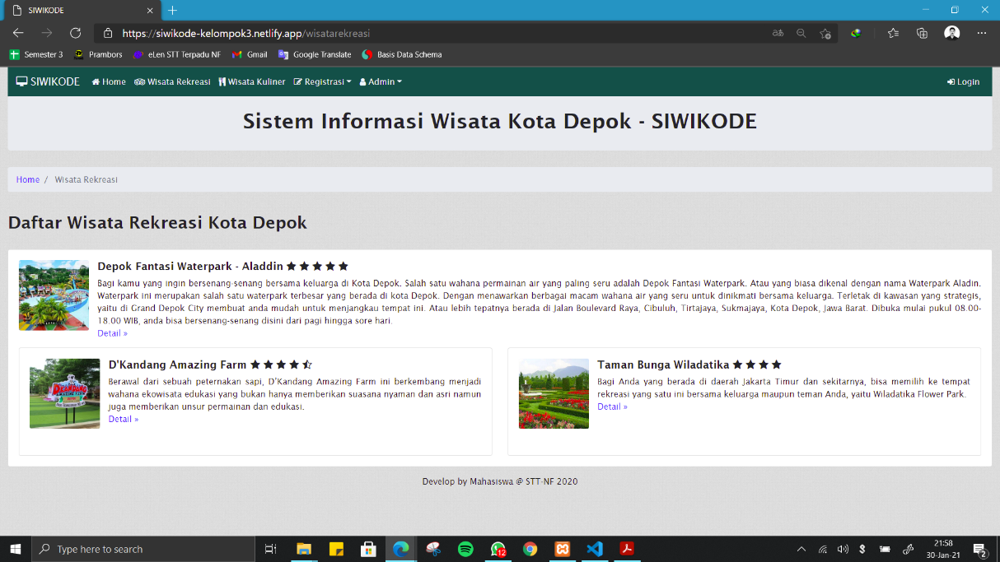 SIWIKODE
https://siwikode-kelompok3.netlify.app/wisatarekreasi
Semester 3 Prambors eLen STT Terpadu NF Gmail Google Translate Basis Data Schema
SIWIKODE Home Wisata Rekreasi Wisata Kuliner Registrasi Admin Login
Sistem Informasi Wisata Kota Depok - SIWIKODE
Home / Wisata Rekreasi
Daftar Wisata Rekreasi Kota Depok
Depok Fantasi Waterpark - Aladdin
Bagi kamu yang ingin bersenang-senang bersama keluarga di Kota Depok. Salah satu wahana permainan air yang paling seru adalah Depok Fantasi Waterpark. Atau yang biasa dikenal dengan nama Waterpark Aladin.
Waterpark ini merupakan salah satu waterpark terbesar yang berada di kota Depok. Dengan menawarkan berbagai macam wahana air yang seru untuk dinikmati bersama keluarga. Terletak di kawasan yang strategis,
yaitu di Grand Depok City membuat anda mudah untuk menjangkau tempat ini. Atau lebih tepatnya berada di Jalan Boulevard Raya, Cibuluh, Tirtajaya, Sukmajaya, Kota Depok, Jawa Barat. Dibuka mulai pukul 08.00-
18.00 WIB, anda bisa bersenang-senang disini dari pagi hingga sore hari.
Detail »
D'Kandang Amazing Farm
Berawal dari sebuah peternakan sapi, D'Kandang Amazing Farm ini berkembang menjadi
wahana ekowisata edukasi yang bukan hanya memberikan suasana nyaman dan asri namun
juga memberikan unsur permainan dan edukasi.
Detail »
D'KANDANG
Taman Bunga Wiladatika
Bagi Anda yang berada di daerah Jakarta Timur dan sekitarnya, bisa memilih ke tempat
rekreasi yang satu ini bersama keluarga maupun teman Anda, yaitu Wiladatika Flower Park.
Detail »
Develop by Mahasiswa @ STT-NF 2020
Type here to search
12
21:58
30-Jan-21
2